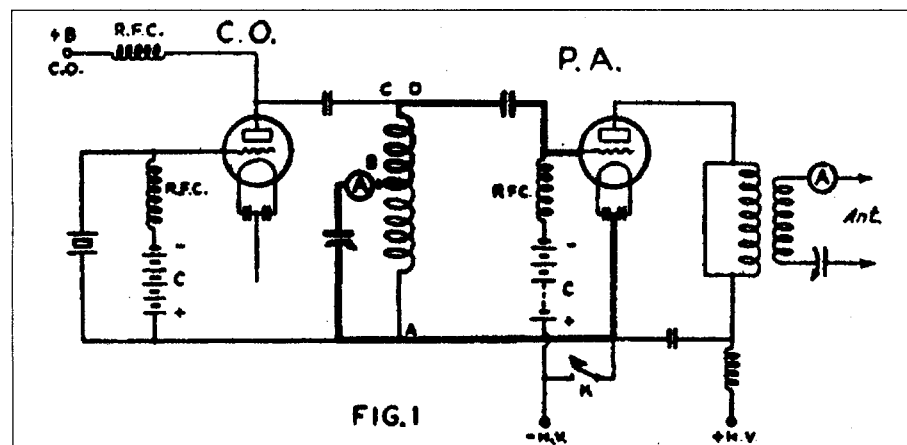 +B
R.F.C.
C.O.
C.O.
P.A.
C D
B
A
R.F.C.
-
C
+
R.F.C.
-
C
+
A
A
Ant.
K
FIG.1
-H.V.
+H.V.